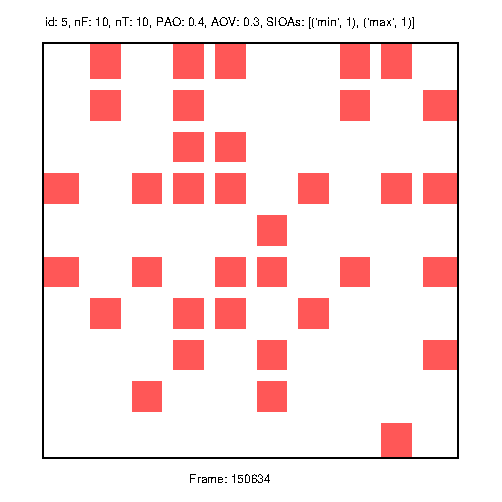 id: 5, nF: 10, nT: 10, PAO: 0.4, AOV: 0.3, SIOAs: [('min', 1), ('max', 1)]
Frame: 150634